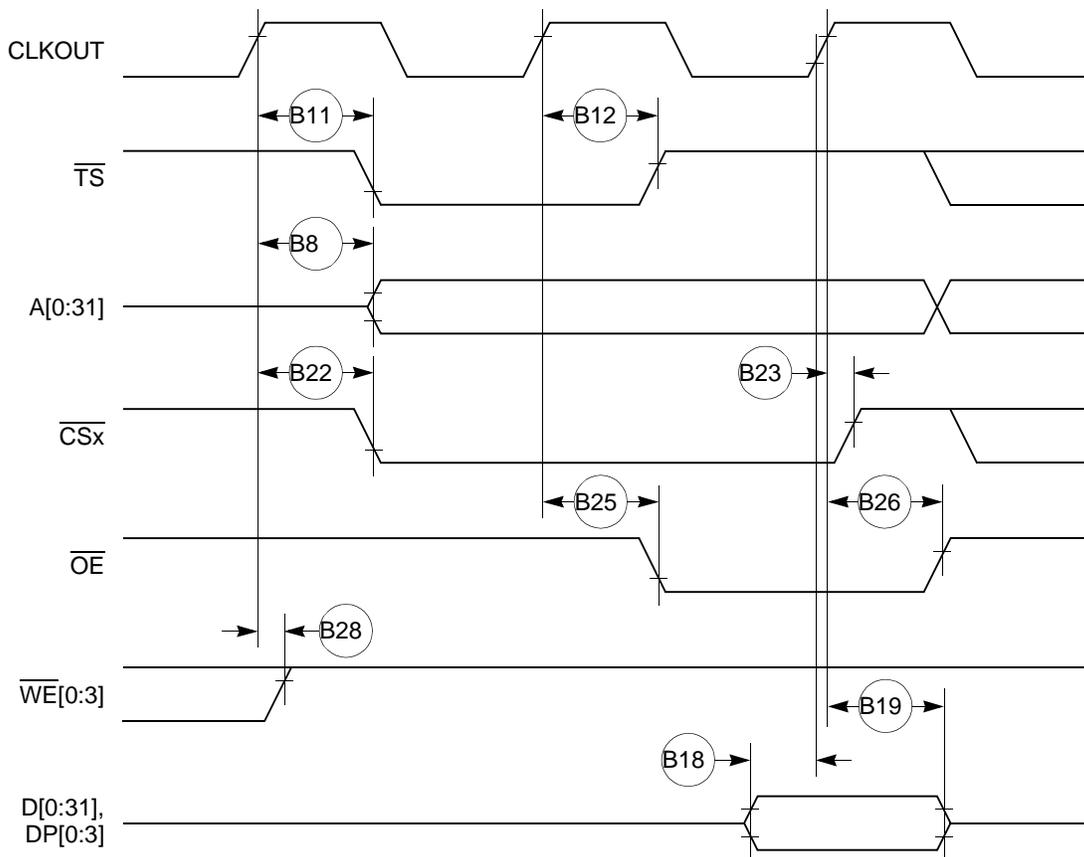 CLKOUT
B11
B12
TS
B8
A[0:31]
B22
B23
CSx
B25
B26
OE
B28
WE[0:3]
B19
B18
D[0:31],
DP[0:3]